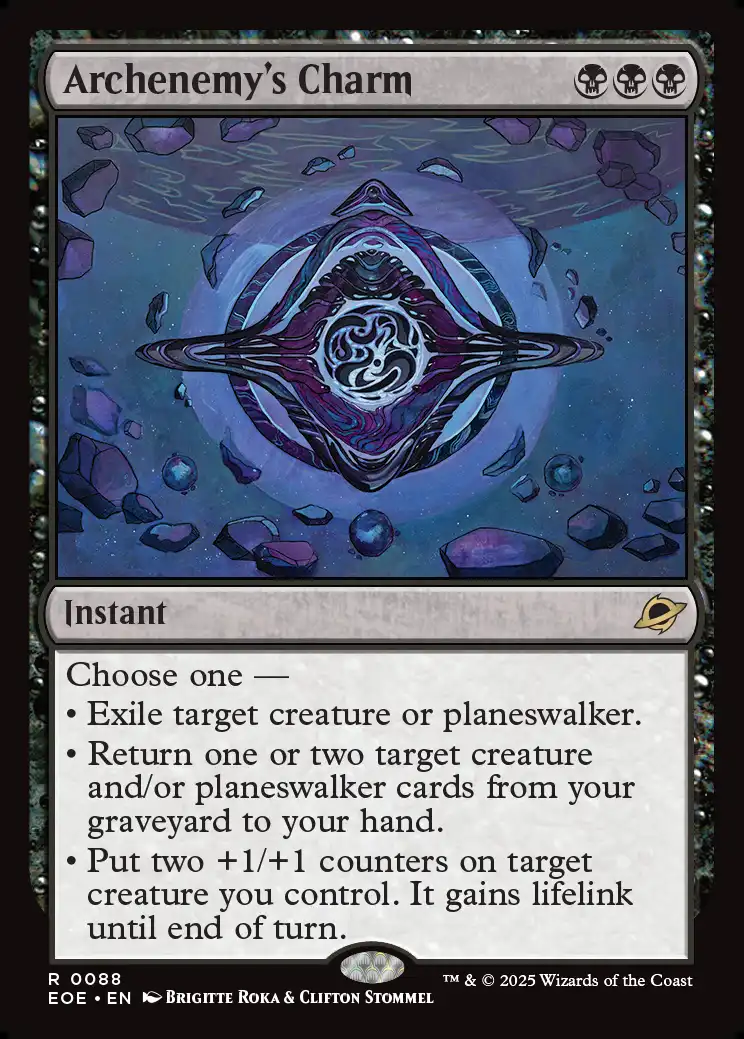 Archenemy's Charm
Instant
Choose one —
• Exile target creature or planeswalker.
• Return one or two target creature
and/or planeswalker cards from your
graveyard to your hand.
• Put two +1/+1 counters on target
creature you control. It gains lifelink
until end of turn.
R 0088
EOE • EN BRIGITTE ROKA & CLIFTON STOMMEL
™ & © 2025 Wizards of the Coast